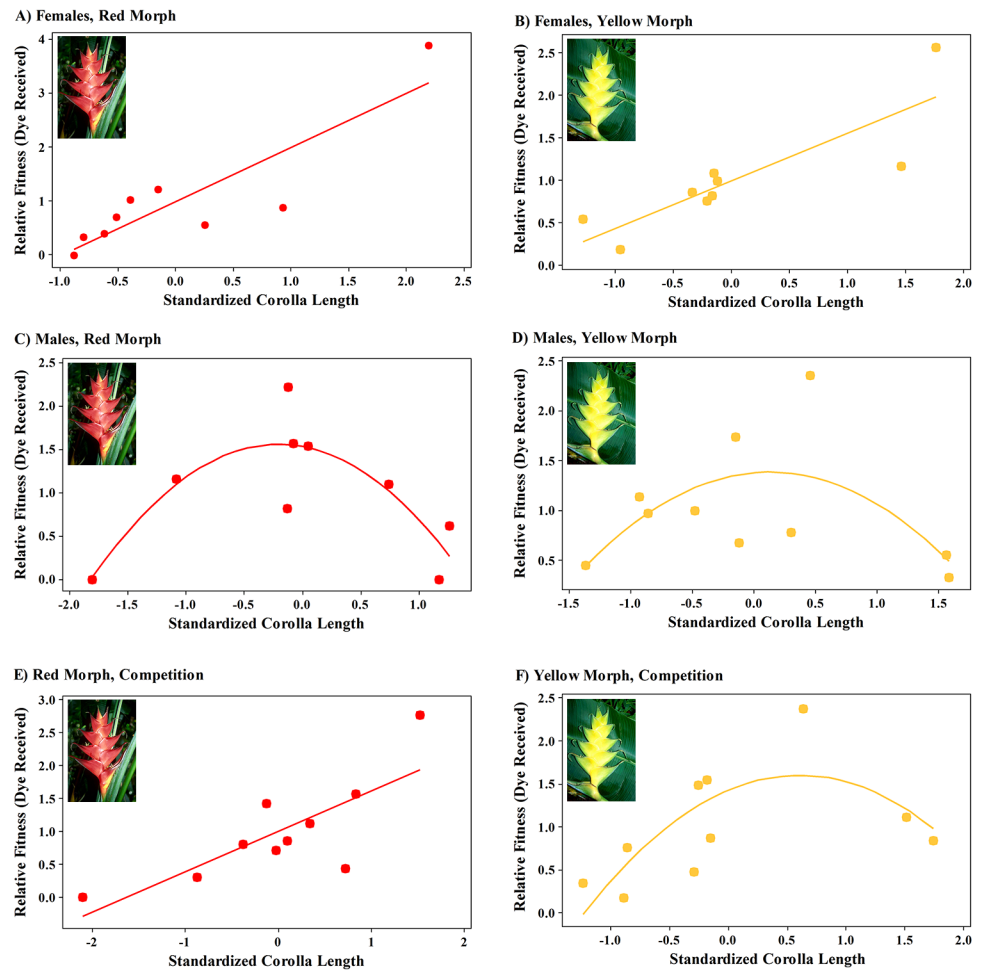 A) Females, Red Morph
Relative Fitness (Dye Received)
4
3
2
1
0
-1.0 -0.5 0.0 0.5 1.0 1.5 2.0 2.5
Standardized Corolla Length
B) Females, Yellow Morph
Relative Fitness (Dye Received)
2.5
2.0
1.5
1.0
0.5
0.0
-1.0 -0.5 0.0 0.5 1.0 1.5 2.0
Standardized Corolla Length
C) Males, Red Morph
Relative Fitness (Dye Received)
2.5
2.0
1.5
1.0
0.5
0.0
-2.0 -1.5 -1.0 -0.5 0.0 0.5 1.0
Standardized Corolla Length
D) Males, Yellow Morph
Relative Fitness (Dye Received)
2.5
2.0
1.5
1.0
0.5
-1.5 -1.0 -0.5 0.0 0.5 1.0 1.5
Standardized Corolla Length
E) Red Morph, Competition
Relative Fitness (Dye Received)
3.0
2.5
2.0
1.5
1.0
0.5
0.0
-2 -1 0 1 2
Standardized Corolla Length
F) Yellow Morph, Competition
Relative Fitness (Dye Received)
2.5
2.0
1.5
1.0
0.5
0.0
-1.0 -0.5 0.0 0.5 1.0 1.5 2.0
Standardized Corolla Length